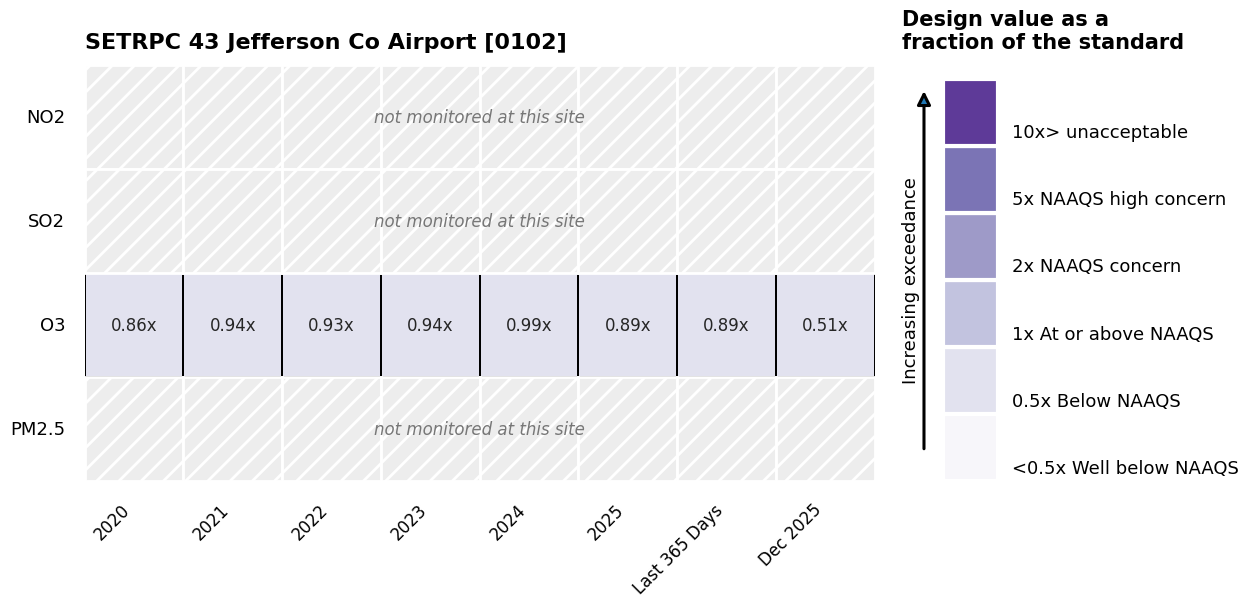 SETRPC 43 Jefferson Co Airport [0102]
Design value as a
fraction of the standard
NO2
not monitored at this site
SO2
not monitored at this site
O3
0.86x
0.94x
0.93x
0.94x
0.99x
0.89x
0.89x
0.51x
PM2.5
not monitored at this site
2020
2021
2022
2023
2024
2025
Last 365 Days
Dec 2025
Increasing exceedance
10x> unacceptable
5x NAAQS high concern
2x NAAQS concern
1x At or above NAAQS
0.5x Below NAAQS
<0.5x Well below NAAQS